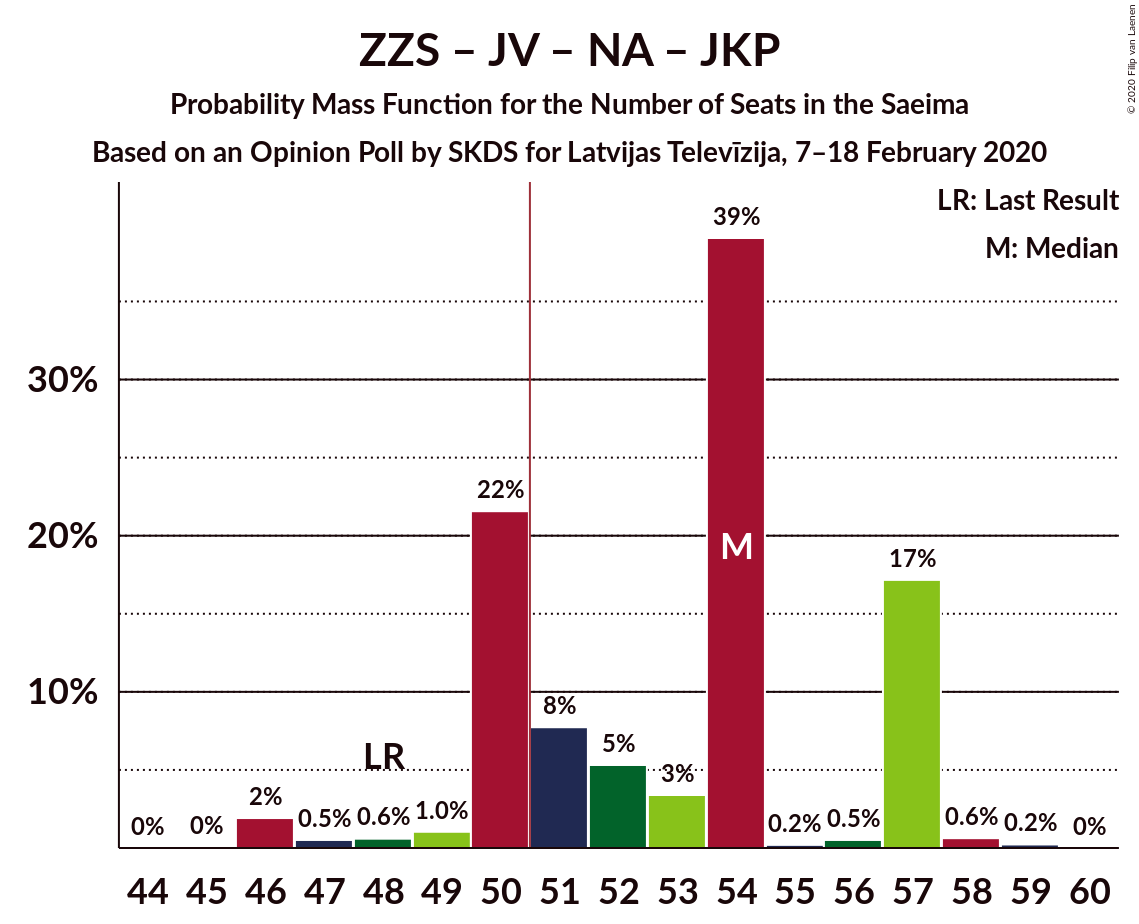 ZZS – JV – NA – JKP
Probability Mass Function for the Number of Seats in the Saeima
Based on an Opinion Poll by SKDS for Latvijas Televīzija, 7–18 February 2020
© 2020 Filip van Laenen
LR: Last Result
M: Median
39%
30%
22%
20%
M
17%
10%
8%
5%
3%
LR
2%
0%
0%
0.5%
0.6%
1.0%
0.2%
0.5%
0.6%
0.2%
0%
44 45 46 47 48 49 50 51 52 53 54 55 56 57 58 59 60